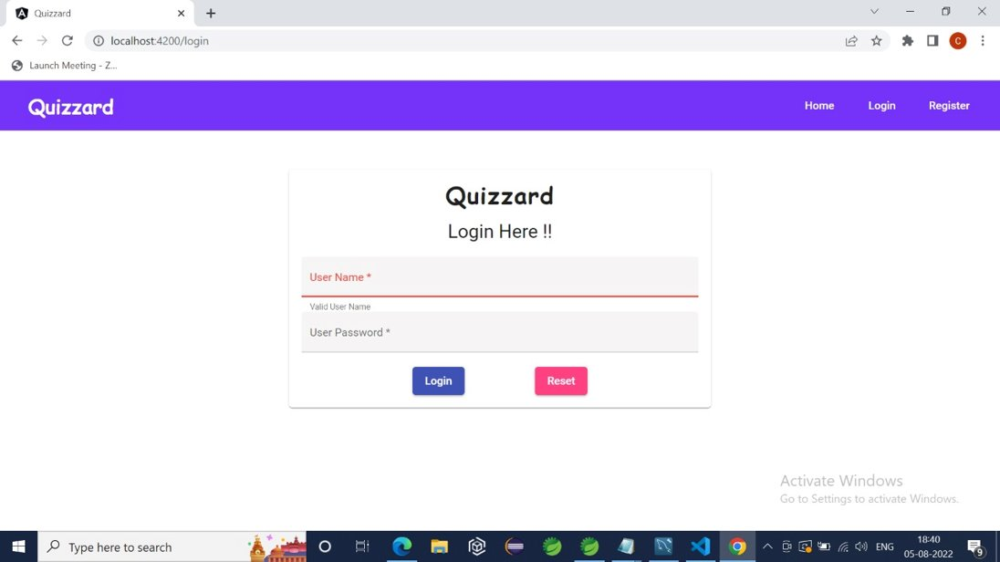 Quizzard
localhost:4200/login
C
Launch Meeting - Z...
Quizzard
Home
Login
Register
Quizzard
Login Here !!
User Name *
Valid User Name
User Password *
Login
Reset
Activate Windows
Go to Settings to activate Windows.
Type here to search
ENG
18:40
05-08-2022
9